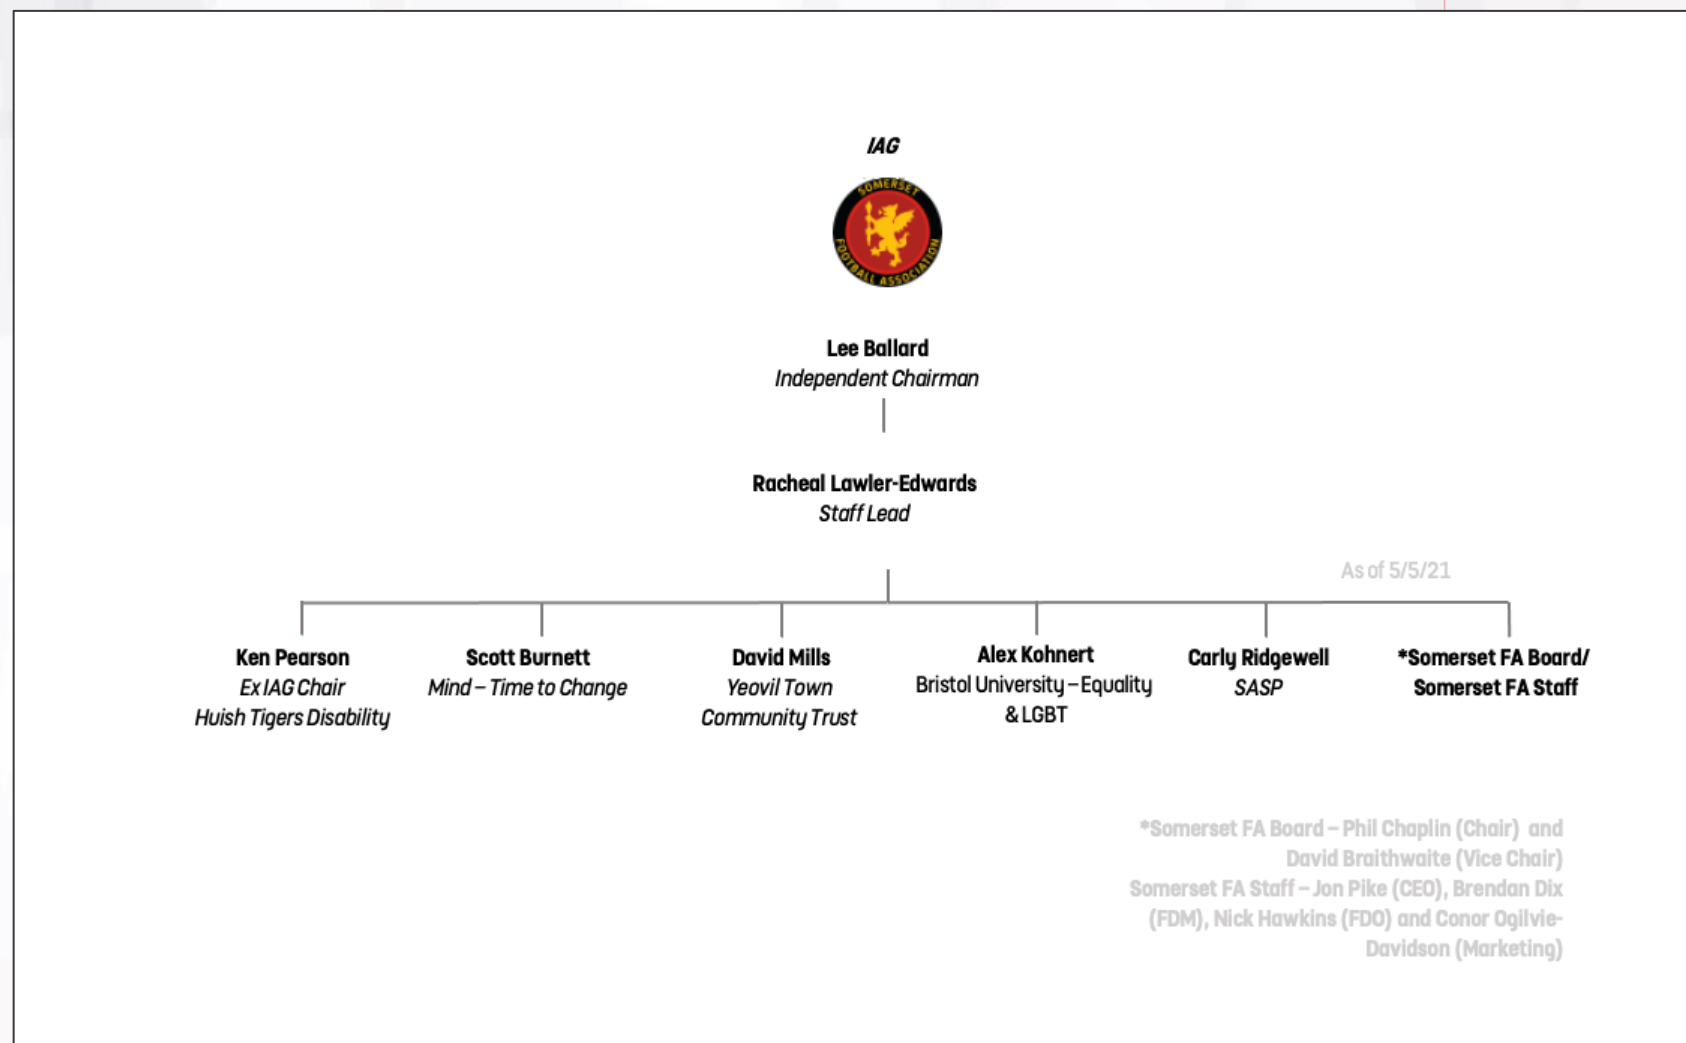 IAG
SOMERSET
FOOTBALL ASSOCIATION
Lee Ballard
Independent Chairman
Racheal Lawler-Edwards
Staff Lead
As of 5/5/21
Ken Pearson
Ex IAG Chair
Huish Tigers Disability
Scott Burnett
Mind – Time to Change
David Mills
Yeovil Town
Community Trust
Alex Kohnert
Bristol University – Equality
& LGBT
Carly Ridgewell
SASP
*Somerset FA Board/
Somerset FA Staff
*Somerset FA Board – Phil Chaplin (Chair) and
David Braithwaite (Vice Chair)
Somerset FA Staff – Jon Pike (CEO), Brendan Dix
(FDM), Nick Hawkins (FDO) and Conor Ogilvie-
Davidson (Marketing)